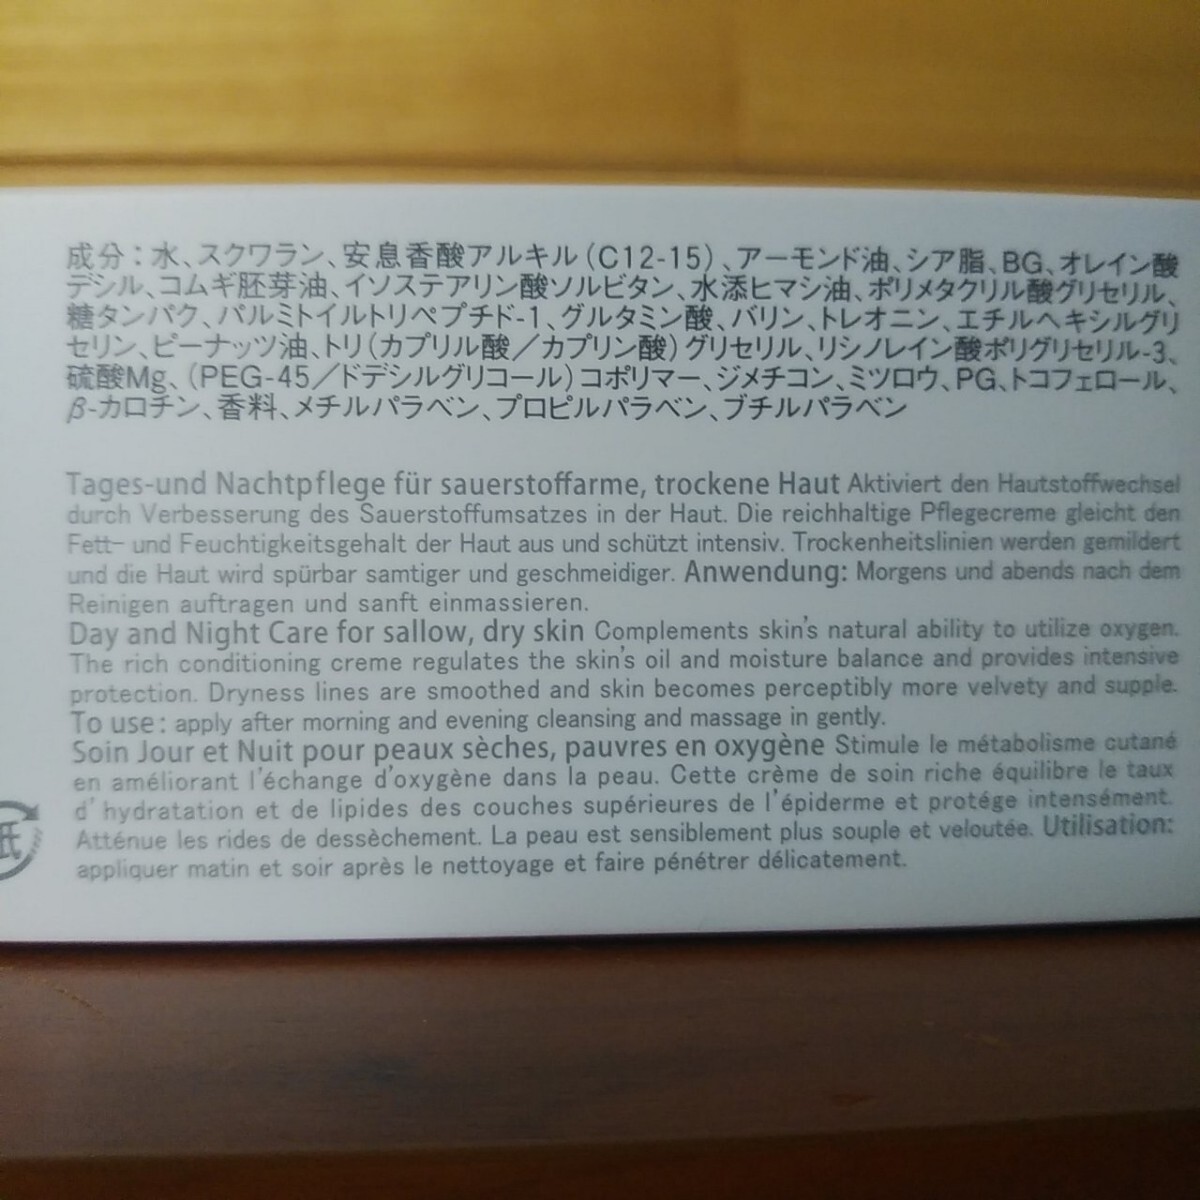 成分：水、スクワラン、安息香酸アルキル(C12-15)、アーモンド油、シア脂、BG、オレイン酸
デシル、コムギ胚芽油、イソステアリン酸ソルビタン、水添ヒマシ油、ポリメタクリル酸グリセリル、
糖タンパク、パルミトイルトリペプチド-1、グルタミン酸、バリン、トレオニン、エチルヘキシルグリ
セリン、ピーナッツ油、トリ(カプリル酸／カプリン酸)グリセリル、リシノレイン酸ポリグリセリル-3、
硫酸Mg、(PEG-45／ドデシルグリコール)コポリマー、ジメチコン、ミツロウ、PG、トコフェロール、
β-カロチン、香料、メチルパラベン、プロピルパラベン、ブチルパラベン
Tages-und Nachtpflege für sauerstoffarme, trockene Haut Aktiviert den Hautstoffwechsel
durch Verbesserung des Sauerstoffumsatzes in der Haut. Die reichhaltige Pflegecreme gleicht den
Fett- und Feuchtigkeitsgehalt der Haut aus und schützt intensiv. Trockenheitslinien werden gemildert
und die Haut wird spürbar samtiger und geschmeidiger. Anwendung: Morgens und abends nach dem
Reinigen auftragen und sanft einmassieren.
Day and Night Care for sallow, dry skin Complements skin's natural ability to utilize oxygen.
The rich conditioning creme regulates the skin's oil and moisture balance and provides intensive
protection. Dryness lines are smoothed and skin becomes perceptibly more velvety and supple.
To use: apply after morning and evening cleansing and massage in gently.
Soin Jour et Nuit pour peaux sèches, pauvres en oxygène Stimule le métabolisme cutané
en améliorant l'échange d'oxygène dans la peau. Cette crème de soin riche équilibre le taux
d'hydratation et de lipides des couches supérieures de l'épiderme et protége intensément.
Atténue les rides de dessèchement. La peau est sensiblement plus souple et veloutée. Utilisation:
appliquer matin et soir après le nettoyage et faire pénétrer délicatement.
紙